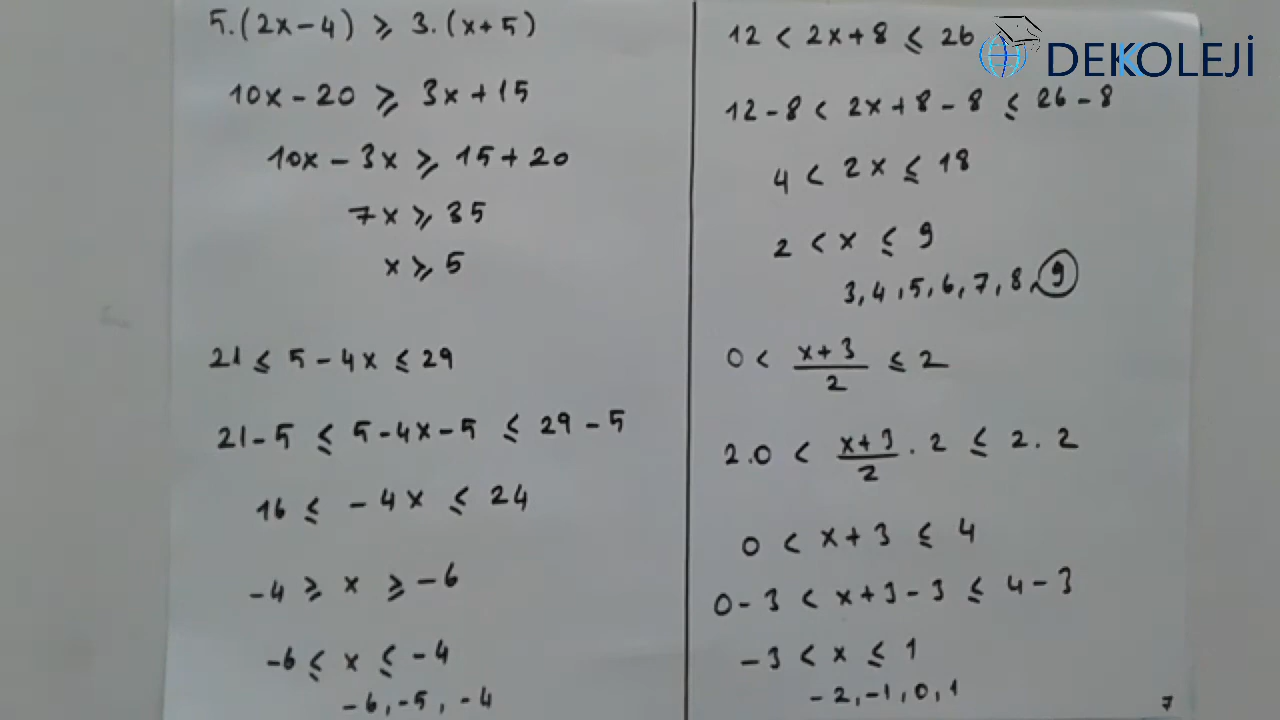 5.(2x-4) ≥ 3.(x+5)
10x-20 ≥ 3x+15
10x-3x ≥ 15+20
7x ≥ 35
x ≥ 5
21 ≤ 5-4x ≤ 29
21-5 ≤ 5-4x-5 ≤ 29-5
16 ≤ -4x ≤ 24
-4 ≥ x ≥ -6
-6 ≤ x ≤ -4
-6,-5,-4
DEKOLEJİ
12 < 2x+8 ≤ 26
12-8 < 2x+8-8 ≤ 26-8
4 < 2x ≤ 18
2 < x ≤ 9
3,4,5,6,7,8,9
0 < (x+3)/2 ≤ 2
2.0 < (x+3)/2 . 2 ≤ 2.2
0 < x+3 ≤ 4
0-3 < x+3-3 ≤ 4-3
-3 < x ≤ 1
-2,-1,0,1
7